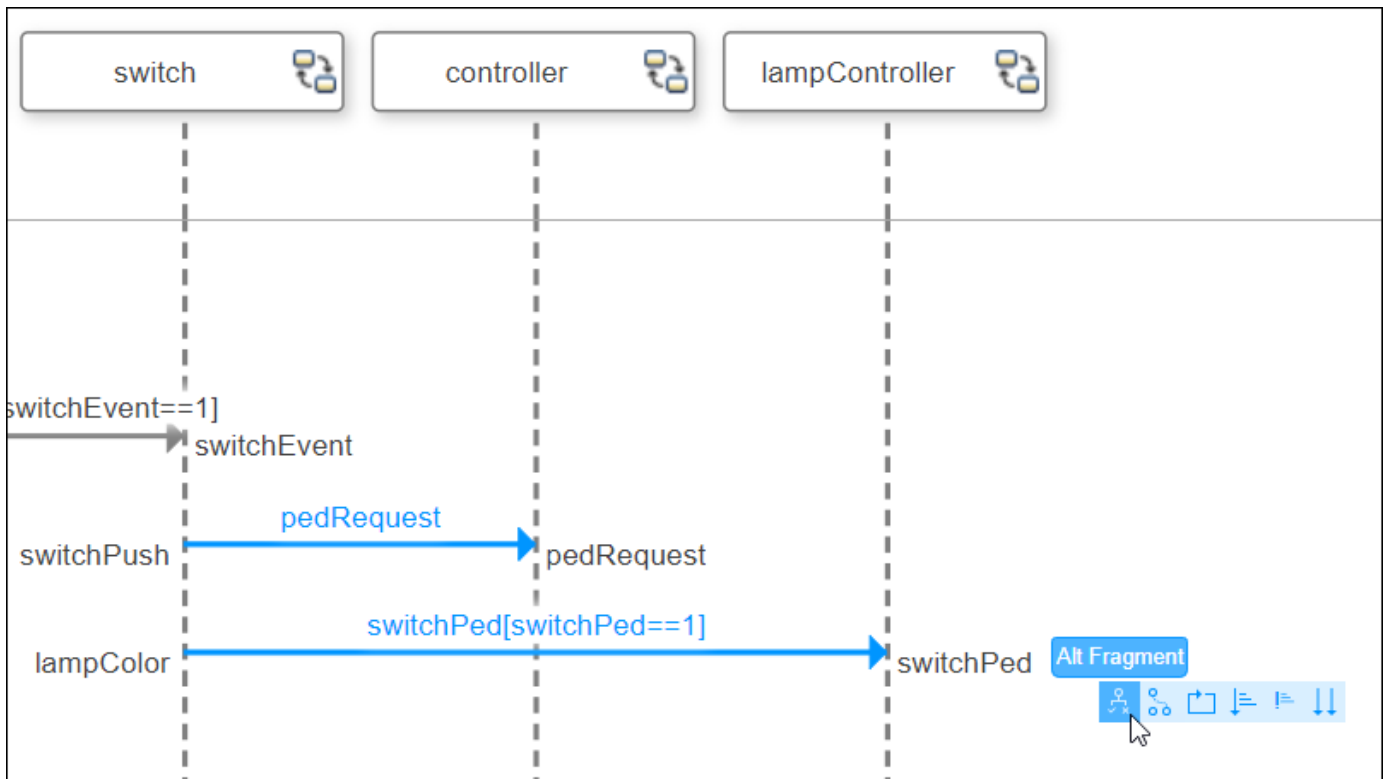 switch
controller
lampController
switchEvent==1]
switchEvent
pedRequest
switchPush
pedRequest
switchPed[switchPed==1]
lampColor
switchPed
Alt Fragment